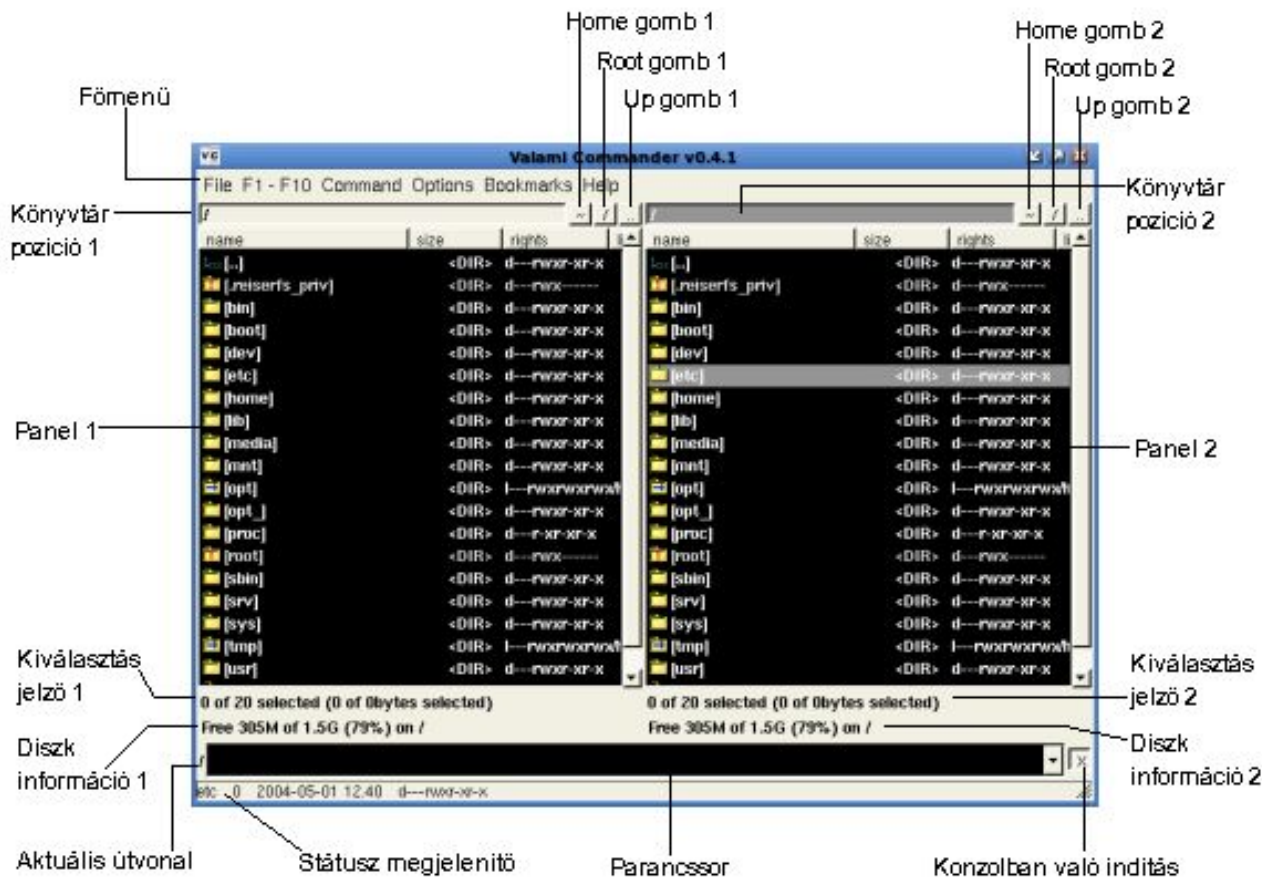 Home gomb 1
Home gomb 2
Root gomb 1
Root gomb 2
Főmenü
Up gomb 1
Up gomb 2
Valami Commander v0.4.1
File F1 - F10 Command Options Bookmarks Help
Könyvtár
pozició 1
Könyvtár
pozició 2
/ ~ / .. / ~ / ..
name size rights name size rights
[..] <DIR> d---rwxr-xr-x [..] <DIR> d---rwxr-xr-x
[.reiserfs_priv] <DIR> d---rwx------ [.reiserfs_priv] <DIR> d---rwx------
[bin] <DIR> d---rwxr-xr-x [bin] <DIR> d---rwxr-xr-x
[boot] <DIR> d---rwxr-xr-x [boot] <DIR> d---rwxr-xr-x
[dev] <DIR> d---rwxr-xr-x [dev] <DIR> d---rwxr-xr-x
[etc] <DIR> d---rwxr-xr-x [etc] <DIR> d---rwxr-xr-x
[home] <DIR> d---rwxr-xr-x [home] <DIR> d---rwxr-xr-x
[lib] <DIR> d---rwxr-xr-x [lib] <DIR> d---rwxr-xr-x
Panel 1
Panel 2
[media] <DIR> d---rwxr-xr-x [media] <DIR> d---rwxr-xr-x
[mnt] <DIR> d---rwxr-xr-x [mnt] <DIR> d---rwxr-xr-x
[opt] <DIR> l---rwxrwxrwx [opt] <DIR> l---rwxrwxrwx
[opt_] <DIR> d---rwxr-xr-x [opt_] <DIR> d---rwxr-xr-x
[proc] <DIR> d---r-xr-xr-x [proc] <DIR> d---r-xr-xr-x
[root] <DIR> d---rwx------ [root] <DIR> d---rwx------
[sbin] <DIR> d---rwxr-xr-x [sbin] <DIR> d---rwxr-xr-x
[srv] <DIR> d---rwxr-xr-x [srv] <DIR> d---rwxr-xr-x
[sys] <DIR> d---rwxr-xr-x [sys] <DIR> d---rwxr-xr-x
[tmp] <DIR> l---rwxrwxrwx [tmp] <DIR> l---rwxrwxrwx
[usr] <DIR> d---rwxr-xr-x [usr] <DIR> d---rwxr-xr-x
Kiválasztás
jelző 1
Kiválasztás
jelző 2
0 of 20 selected (0 of 0bytes selected) 0 of 20 selected (0 of 0bytes selected)
Free 305M of 1.5G (79%) on / Free 305M of 1.5G (79%) on /
Diszk
információ 1
Diszk
információ 2
/ X
etc 0 2004-05-01 12.40 d---rwxr-xr-x
Aktuális útvonal
Státusz megjelenítő
Parancssor
Konzolban való indítás